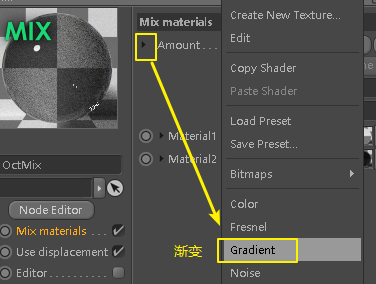 MIX
Mix materials
Amount . . .
Material1
Material2
OctMix
Node Editor
Mix materials
Use displacement
Editor . . . . . . . .
Create New Texture...
Edit
Copy Shader
Paste Shader
Load Preset
Save Preset...
Bitmaps
Color
Fresnel
渐变
Gradient
Noise